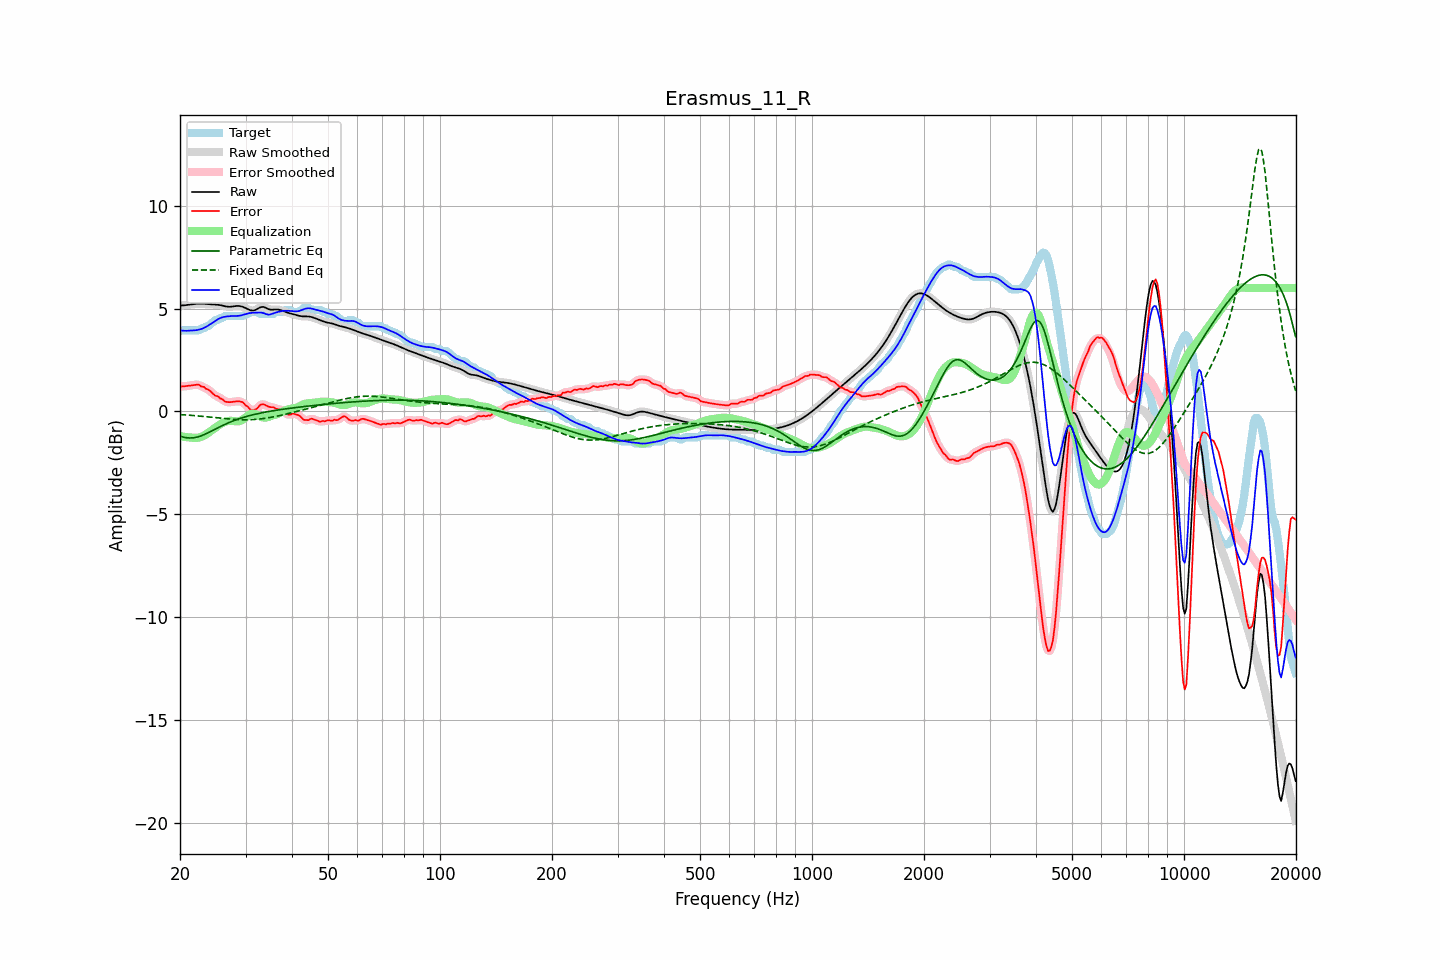 Erasmus_11_R
Target
Raw Smoothed
Error Smoothed
Raw
Error
Equalization
Parametric Eq
Fixed Band Eq
Equalized
Amplitude (dBr)
10
5
0
−5
−10
−15
−20
20
50
100
200
500
1000
2000
5000
10000
20000
Frequency (Hz)